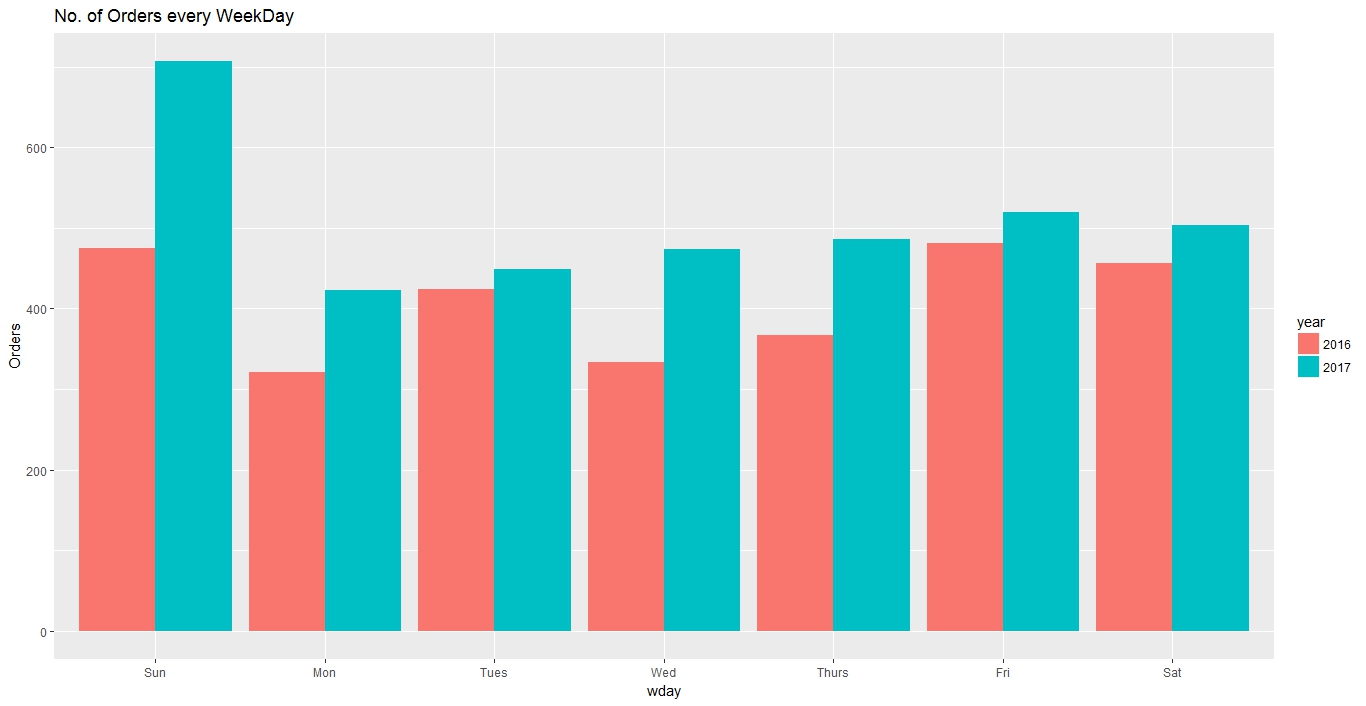 No. of Orders every WeekDay
Orders
600
400
200
0
Sun Mon Tues Wed Thurs Fri Sat
wday
year
2016
2017